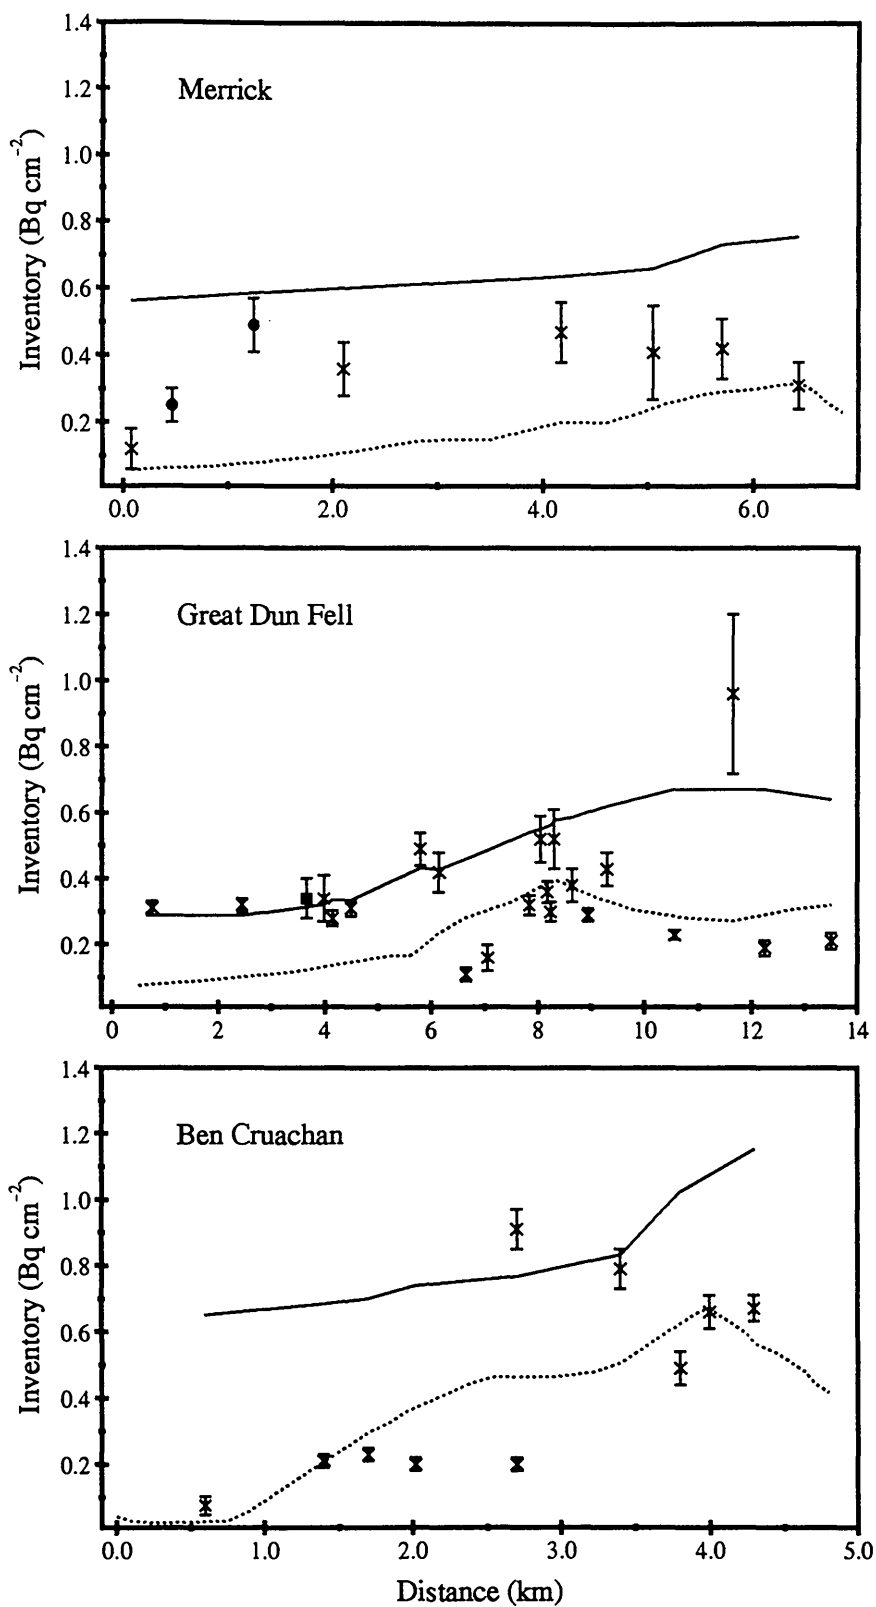 Merrick
Inventory (Bq cm⁻²)
1.4
1.2
1.0
0.8
0.6
0.4
0.2
0.0 2.0 4.0 6.0
Great Dun Fell
Inventory (Bq cm⁻²)
1.4
1.2
1.0
0.8
0.6
0.4
0.2
0 2 4 6 8 10 12 14
Ben Cruachan
Inventory (Bq cm⁻²)
1.4
1.2
1.0
0.8
0.6
0.4
0.2
0.0 1.0 2.0 3.0 4.0 5.0
Distance (km)